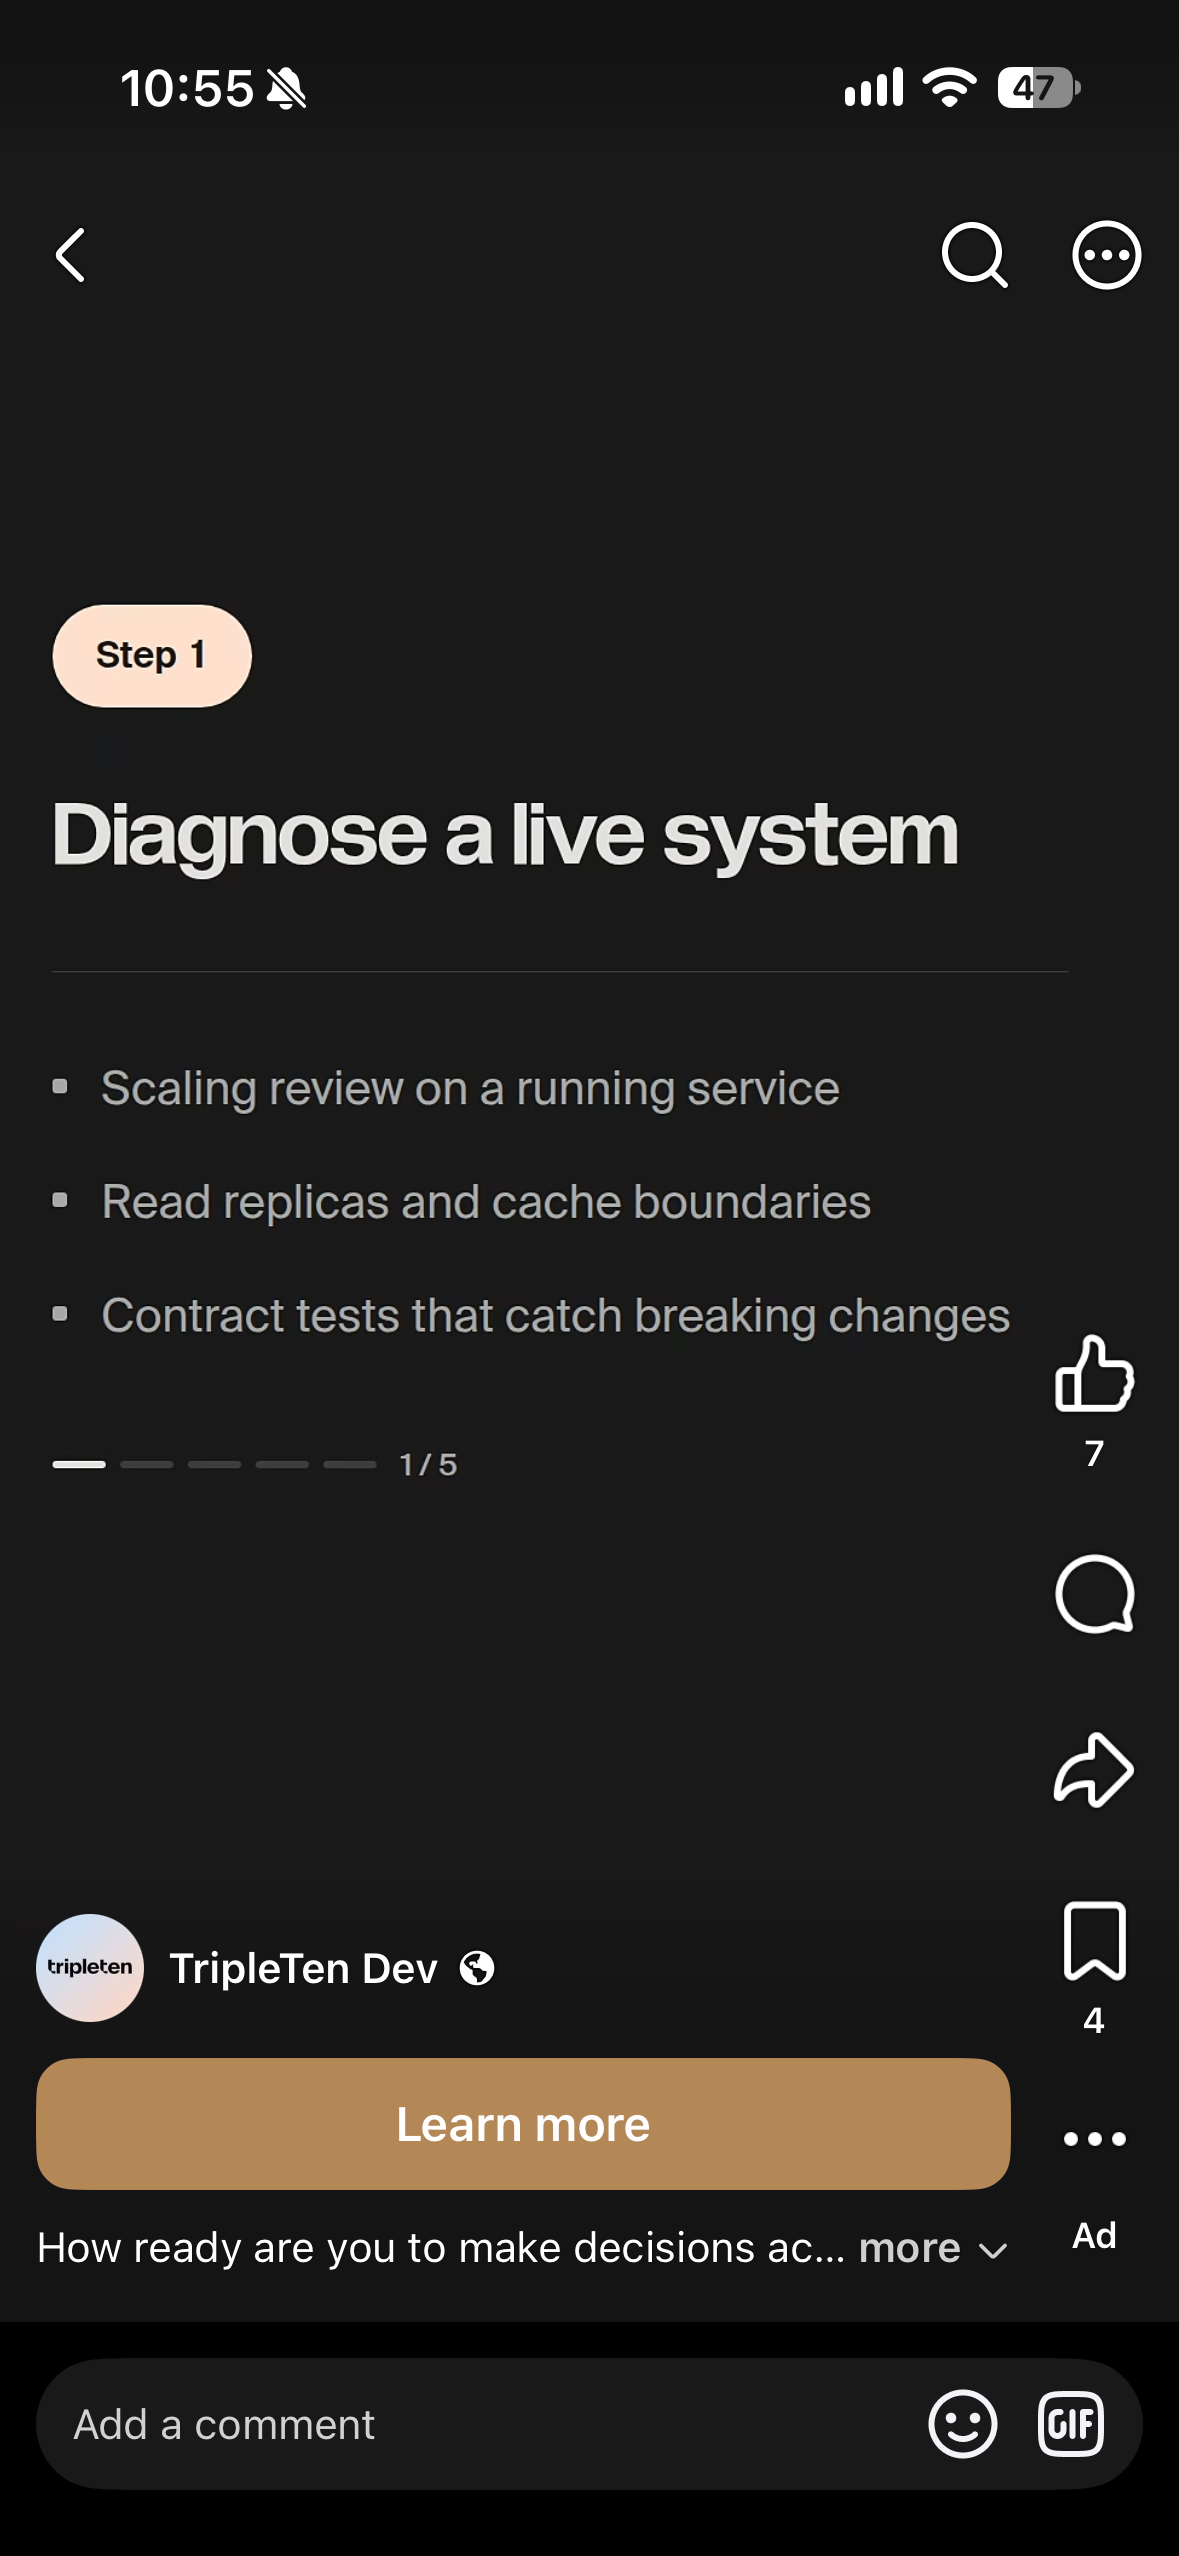 10:55
47
Step 1
Diagnose a live system
Scaling review on a running service
Read replicas and cache boundaries
Contract tests that catch breaking changes
7
1/5
tripleten
TripleTen Dev
4
Learn more
How ready are you to make decisions ac... more
Ad
Add a comment
GIF